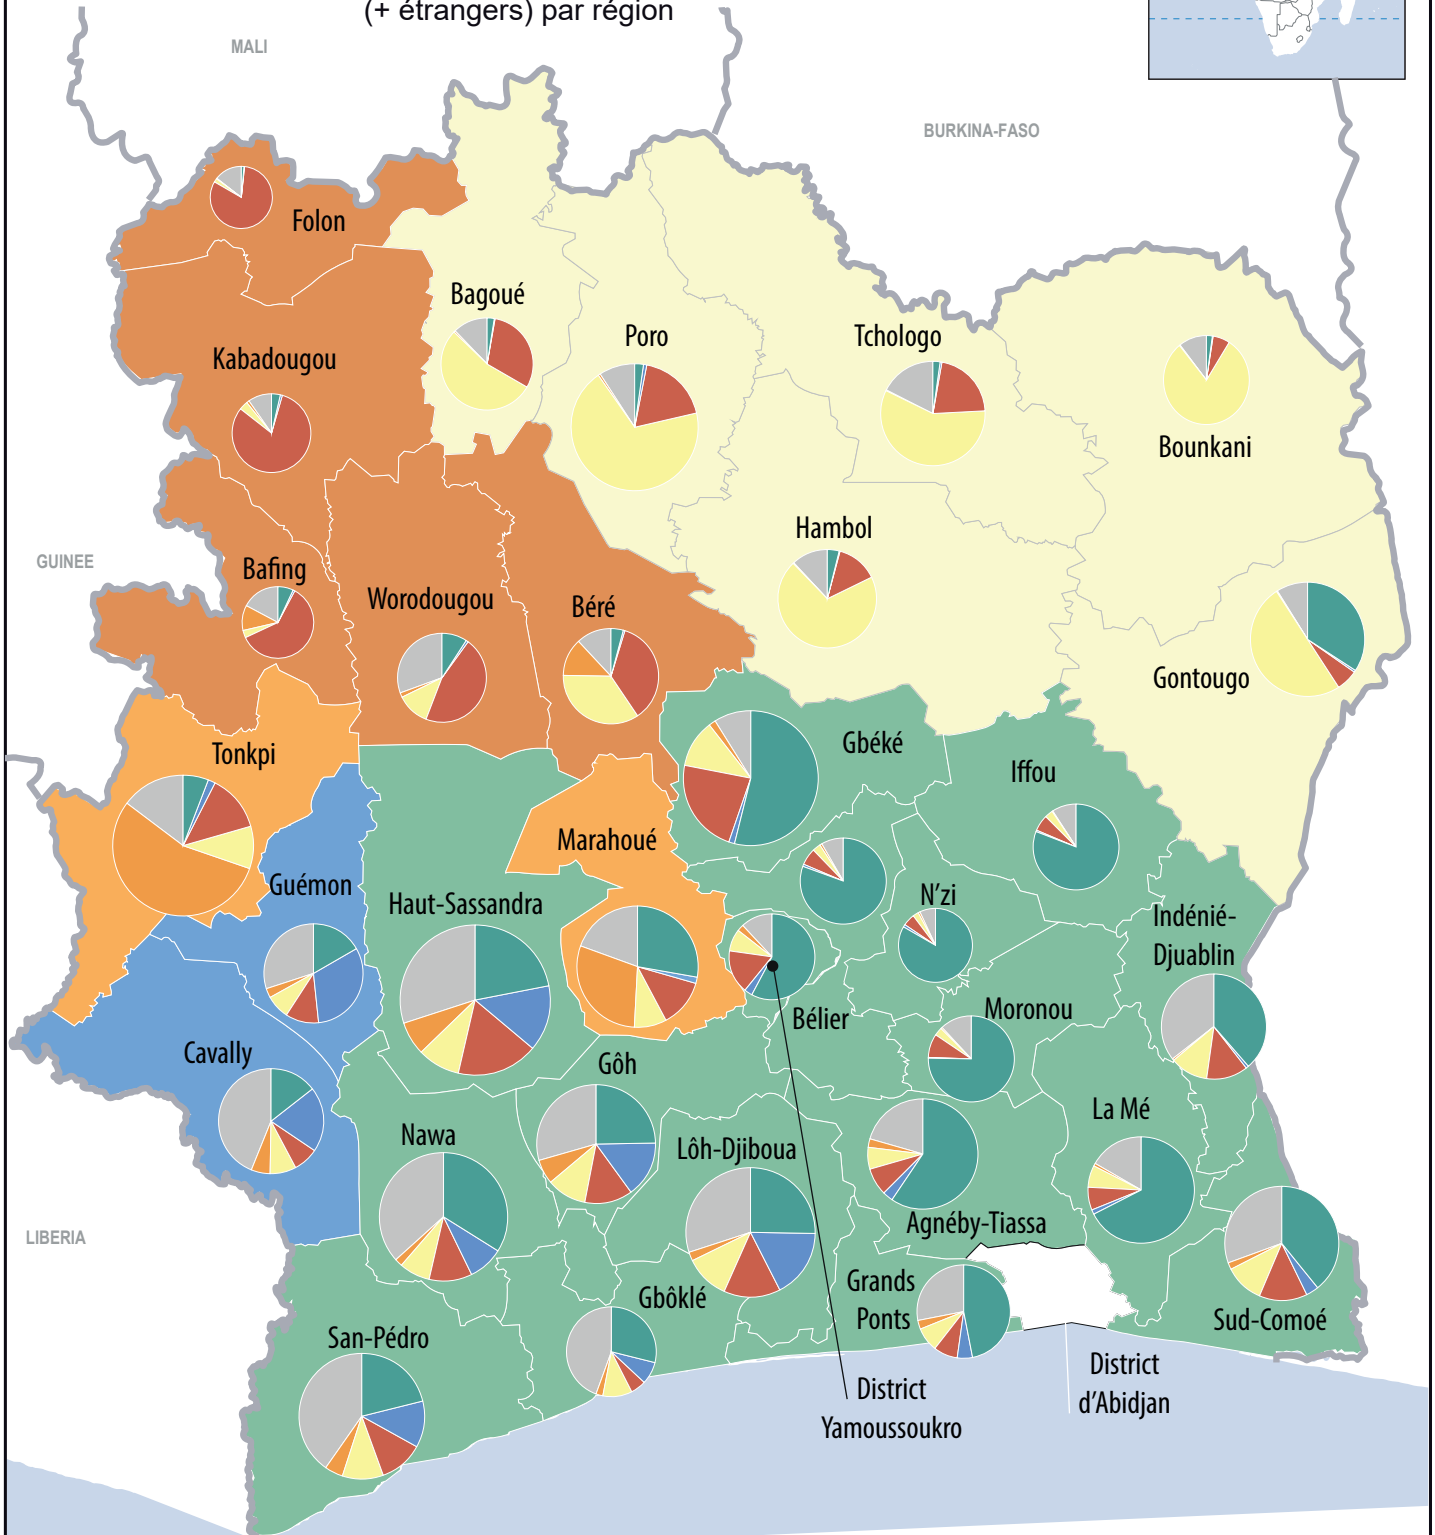 (+ étrangers) par région
MALI
BURKINA-FASO
Folon
Bagoué
Poro
Tchologo
Kabadougou
Bounkani
Hambol
GUINEE
Bafing
Worodougou
Béré
Gontougo
Tonkpi
Gbéké
Iffou
Marahoué
Guémon
Haut-Sassandra
N'zi
Indénié-
Djuablin
Bélier
Moronou
Cavally
Gôh
Nawa
Lôh-Djiboua
La Mé
Agnéby-Tiassa
LIBERIA
Grands
Ponts
Gbôklé
Sud-Comoé
San-Pédro
District
Yamoussoukro
District
d'Abidjan